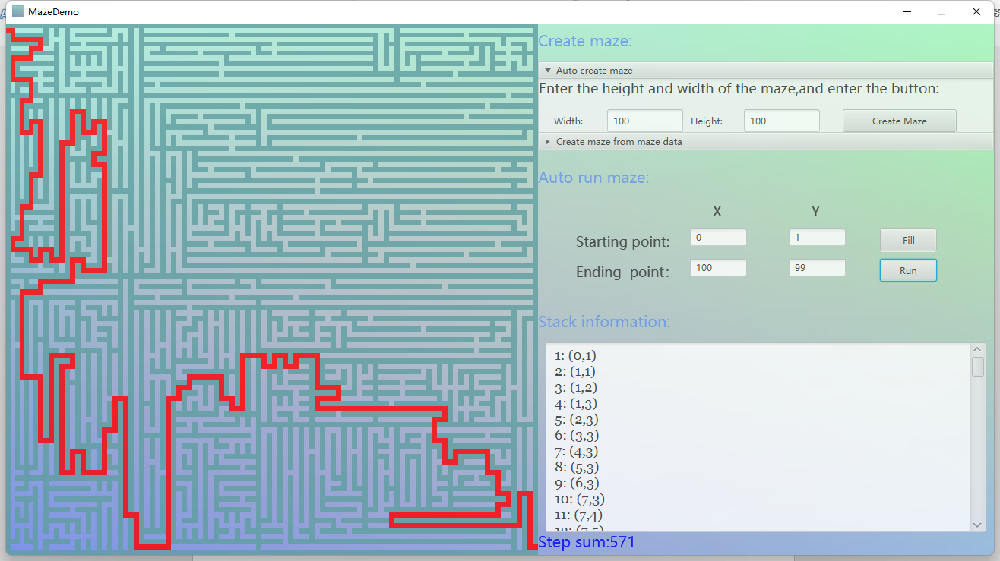 MazeDemo
Create maze:
Auto create maze
Enter the height and width of the maze,and enter the button:
Width: 100 Height: 100 Create Maze
Create maze from maze data
Auto run maze:
X Y
Starting point: 0 1 Fill
Ending point: 100 99 Run
Stack information:
1: (0,1)
2: (1,1)
3: (1,2)
4: (1,3)
5: (2,3)
6: (3,3)
7: (4,3)
8: (5,3)
9: (6,3)
10: (7,3)
11: (7,4)
12: (7,5)
Step sum:571